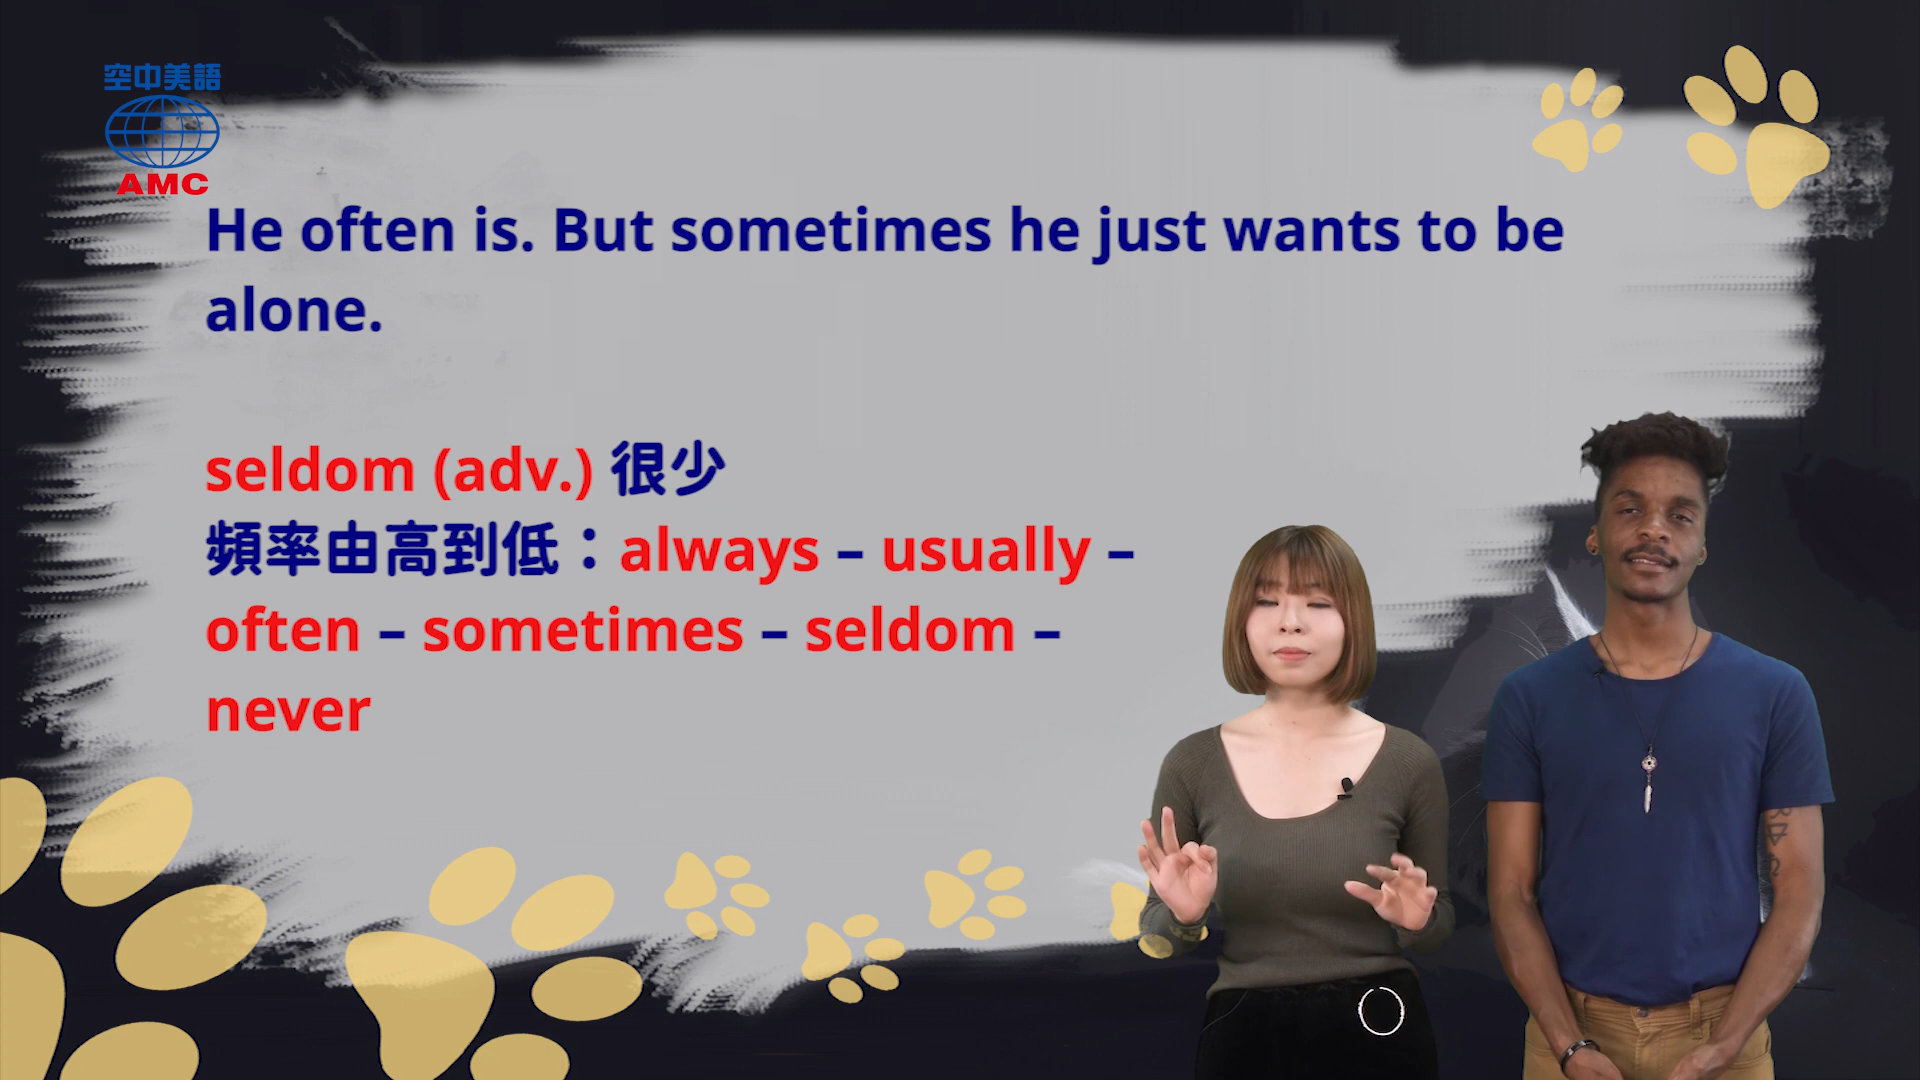 空中美語
AMC
He often is. But sometimes he just wants to be
alone.
seldom (adv.) 很少
頻率由高到低：always – usually –
often – sometimes – seldom –
never